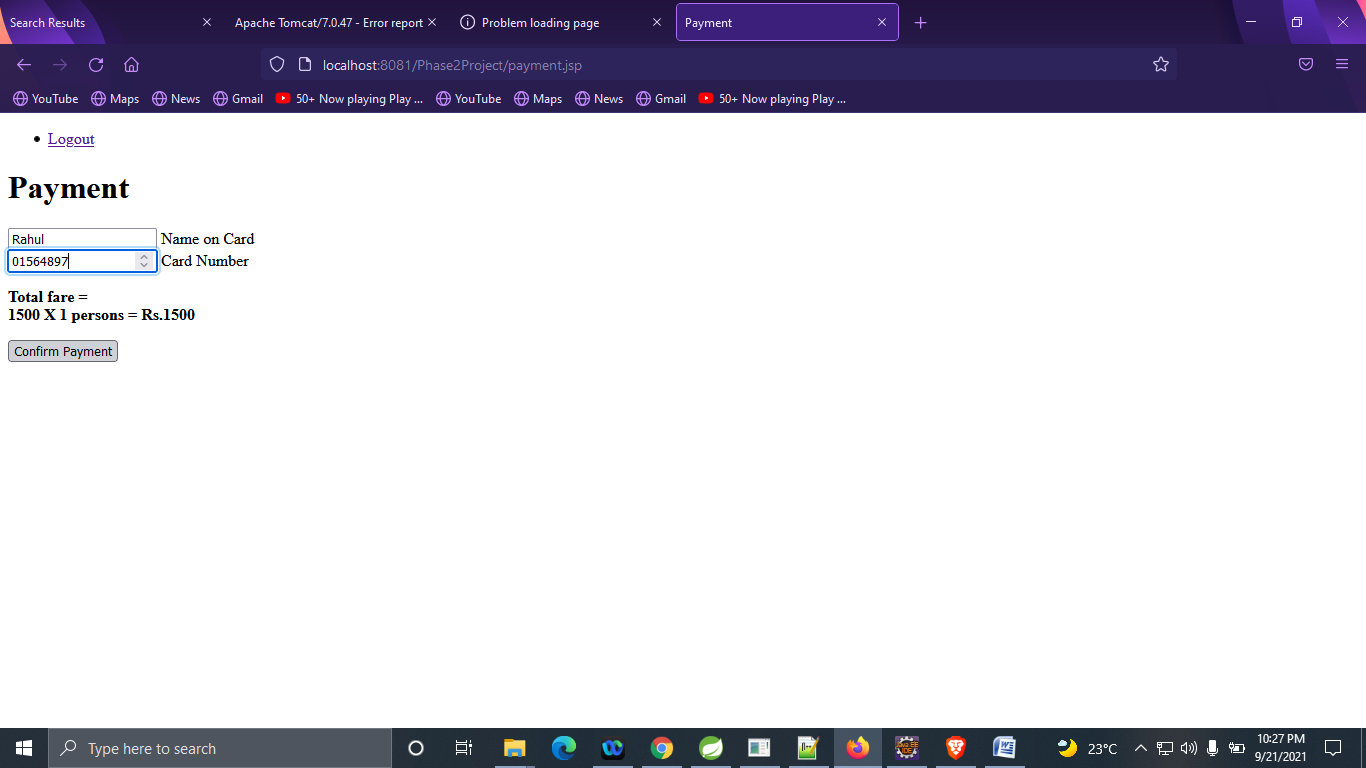 Search Results
Apache Tomcat/7.0.47 - Error report
Problem loading page
Payment
localhost:8081/Phase2Project/payment.jsp
YouTube Maps News Gmail 50+ Now playing Play ... YouTube Maps News Gmail 50+ Now playing Play ...
Logout
Payment
Rahul Name on Card
01564897 Card Number
Total fare =
1500 X 1 persons = Rs.1500
Confirm Payment
Type here to search
23°C
10:27 PM
9/21/2021